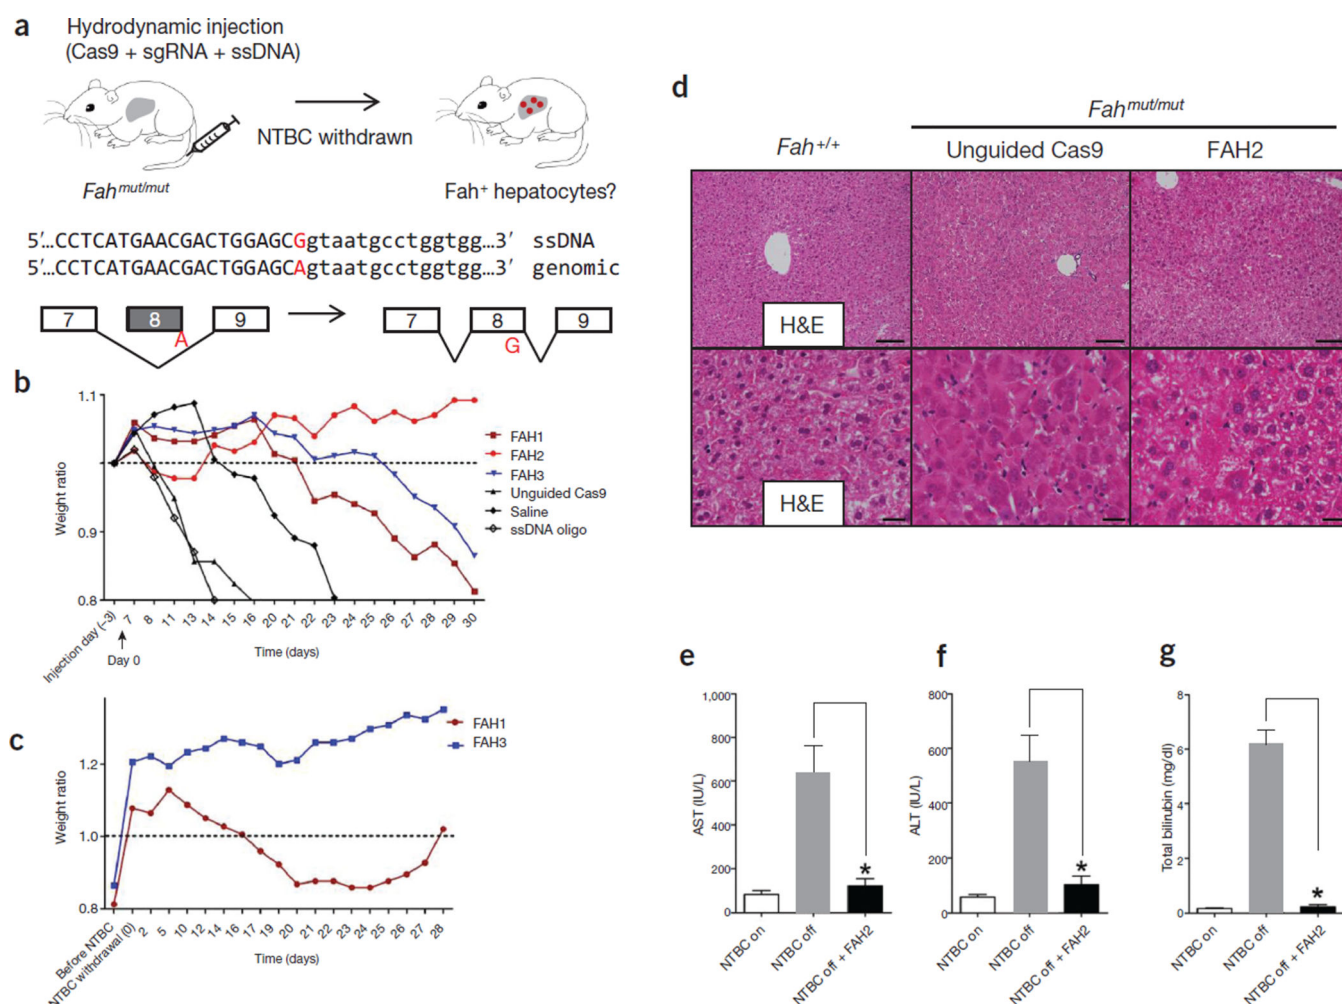 a
Hydrodynamic injection
(Cas9 + sgRNA + ssDNA)
NTBC withdrawn
Fah mut/mut
Fah+ hepatocytes?
5′…CCTCATGAACGACTGGAGCGgtaatgcctggtgg…3′ ssDNA
5′…CCTCATGAACGACTGGAGCAgtaatgcctggtgg…3′ genomic
7 8 9 7 8 9
A G
b
1.1
0.9
0.8
Weight ratio
FAH1
FAH2
FAH3
Unguided Cas9
Saline
ssDNA oligo
Injection day (–3) 7 8 11 13 14 15 16 20 21 22 23 24 25 26 27 28 29 30
Day 0
Time (days)
c
1.2
1.0
0.8
Weight ratio
FAH1
FAH3
Before NTBC
NTBC withdrawal (0) 2 5 10 12 14 16 17 19 20 21 22 23 24 25 26 27 28
Time (days)
d
Fah mut/mut
Fah +/+
Unguided Cas9
FAH2
H&E
H&E
e
1,000
800
600
400
200
0
AST (IU/L)
*
NTBC on
NTBC off
NTBC off + FAH2
f
800
600
400
200
0
ALT (IU/L)
*
NTBC on
NTBC off
NTBC off + FAH2
g
8
6
4
2
0
Total bilirubin (mg/dl)
*
NTBC on
NTBC off
NTBC off + FAH2